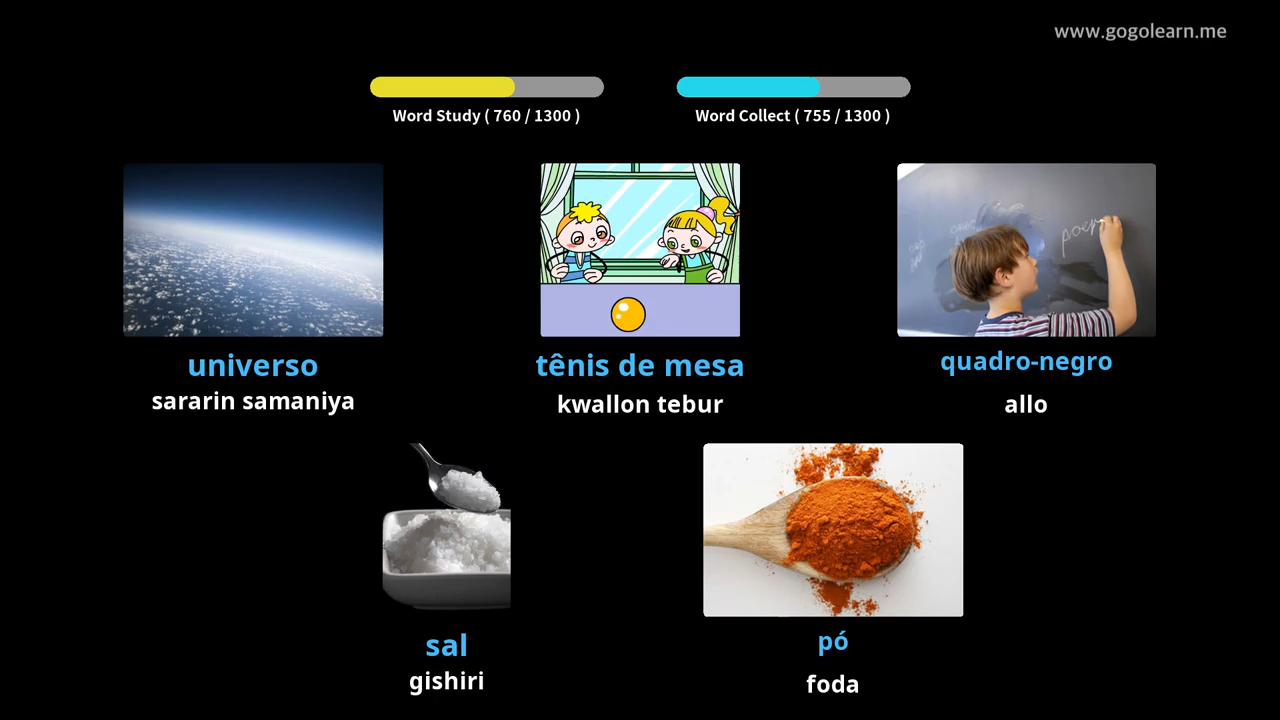 www.gogolearn.me
Word Study ( 760 / 1300 )
Word Collect ( 755 / 1300 )
universo
sararin samaniya
tênis de mesa
kwallon tebur
quadro-negro
allo
sal
gishiri
pó
foda